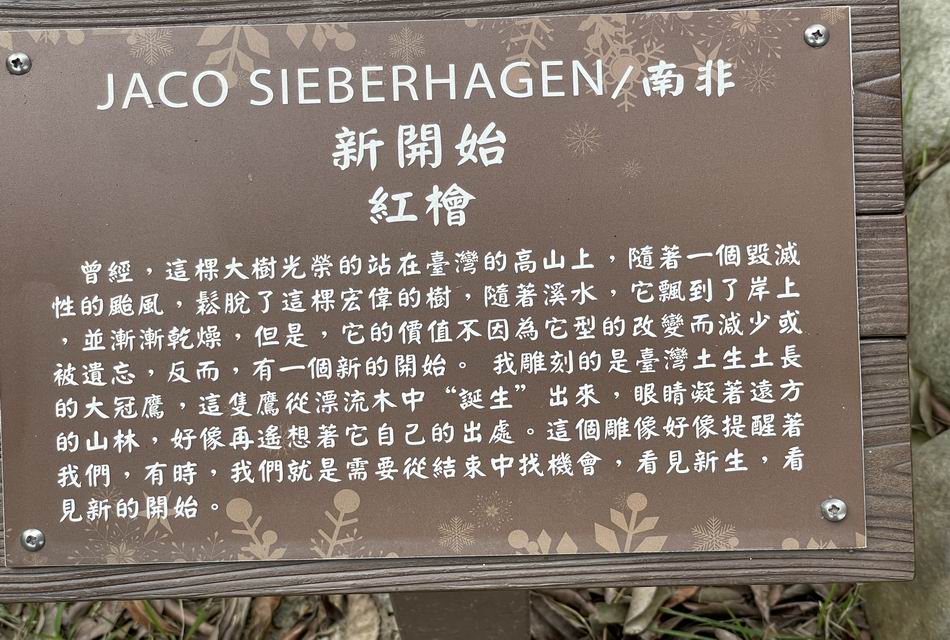 JACO SIEBERHAGEN/南非
新開始
紅檜
曾經，這棵大樹光榮的站在臺灣的高山上，隨著一個毀滅
性的颱風，鬆脫了這棵宏偉的樹，隨著溪水，它飄到了岸上
，並漸漸乾燥，但是，它的價值不因為它型的改變而減少或
被遺忘，反而，有一個新的開始。 我雕刻的是臺灣土生土長
的大冠鷹，這隻鷹從漂流木中“誕生”出來，眼睛凝著遠方
的山林，好像再遙想著它自己的出處。這個雕像好像提醒著
我們，有時，我們就是需要從結束中找機會，看見新生，看
見新的開始。